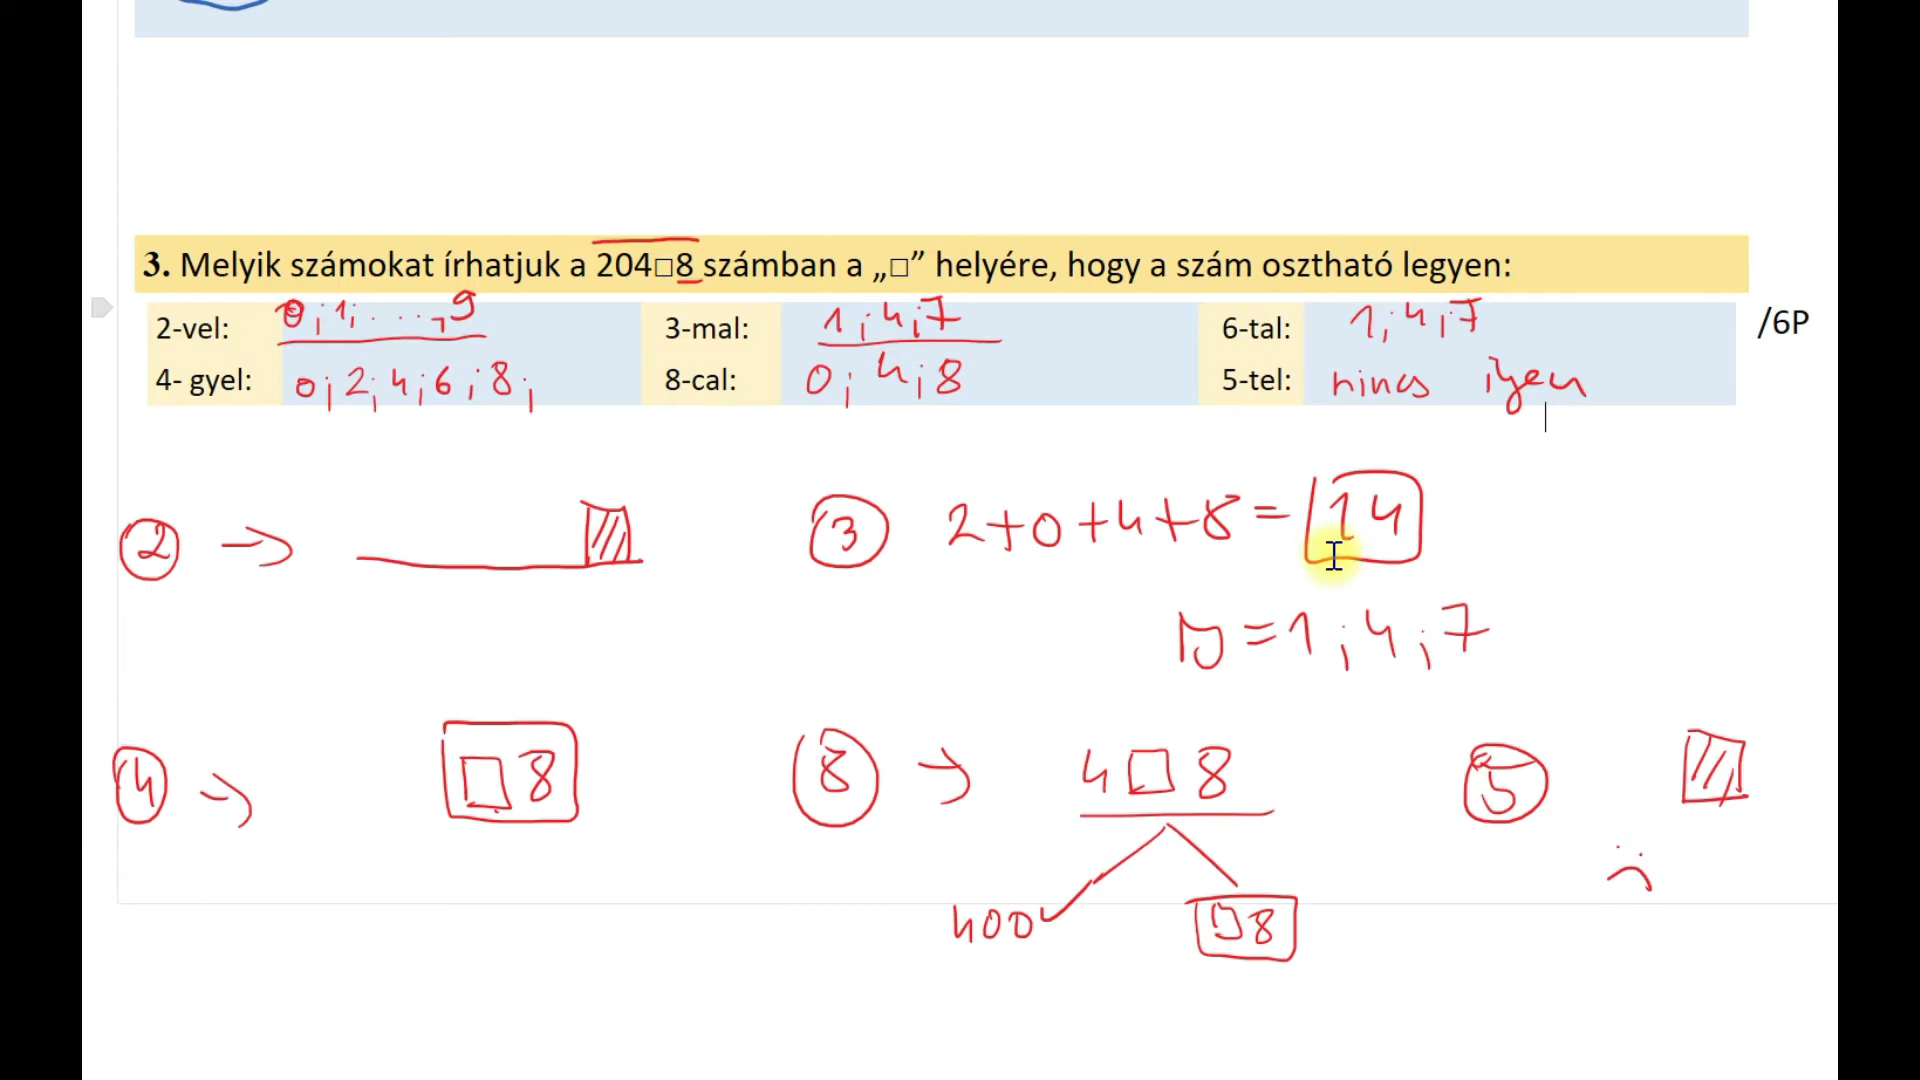 3. Melyik számokat írhatjuk a 204□8 számban a „□” helyére, hogy a szám osztható legyen:
2-vel: 0; 1; ..., 9 3-mal: 1; 4; 7 6-tal: 1; 4; 7 /6P
4- gyel: 0; 2; 4; 6; 8; 8-cal: 0; 4; 8 5-tel: nincs ilyen
2 → 3 2+0+4+8=14
□=1; 4; 7
4 → □8 8 → 4□8 5
400 □8